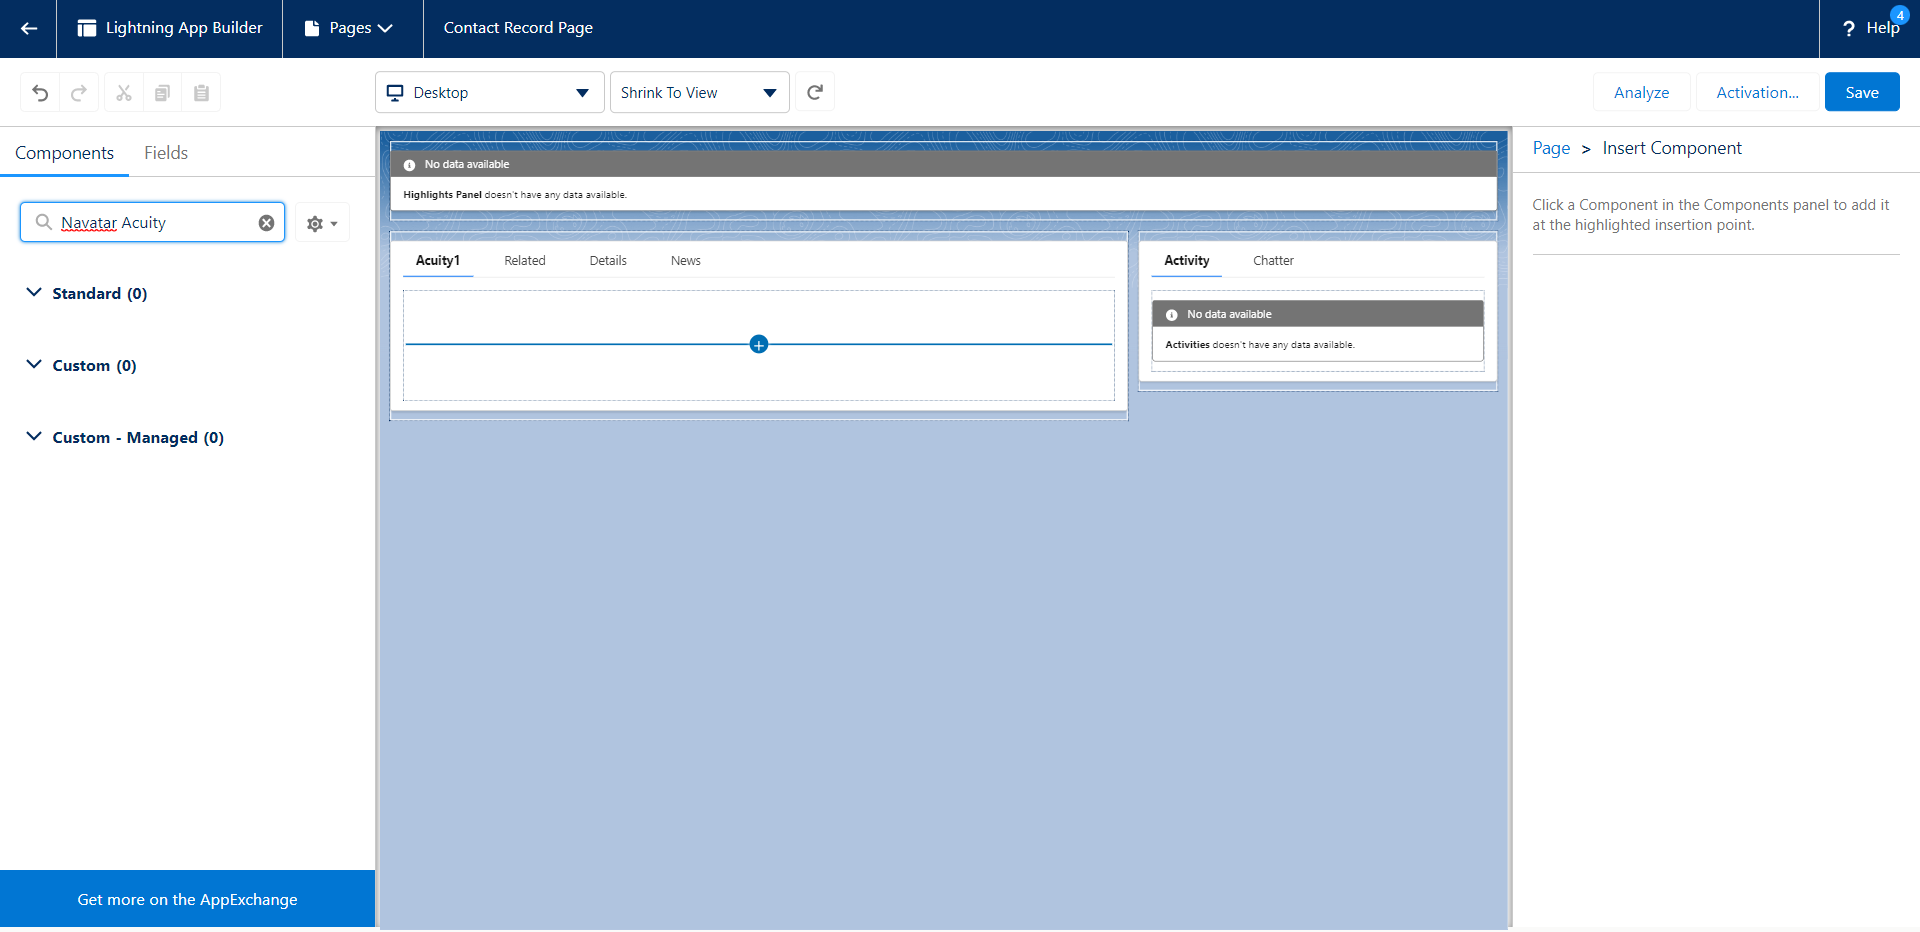 Lightning App Builder
Pages
Contact Record Page
4
? Help
Desktop
Shrink To View
Analyze
Activation...
Save
Components
Fields
Navatar Acuity
Standard (0)
Custom (0)
Custom - Managed (0)
Get more on the AppExchange
No data available
Highlights Panel doesn't have any data available.
Acuity1
Related
Details
News
Activity
Chatter
No data available
Activities doesn't have any data available.
Page > Insert Component
Click a Component in the Components panel to add it
at the highlighted insertion point.